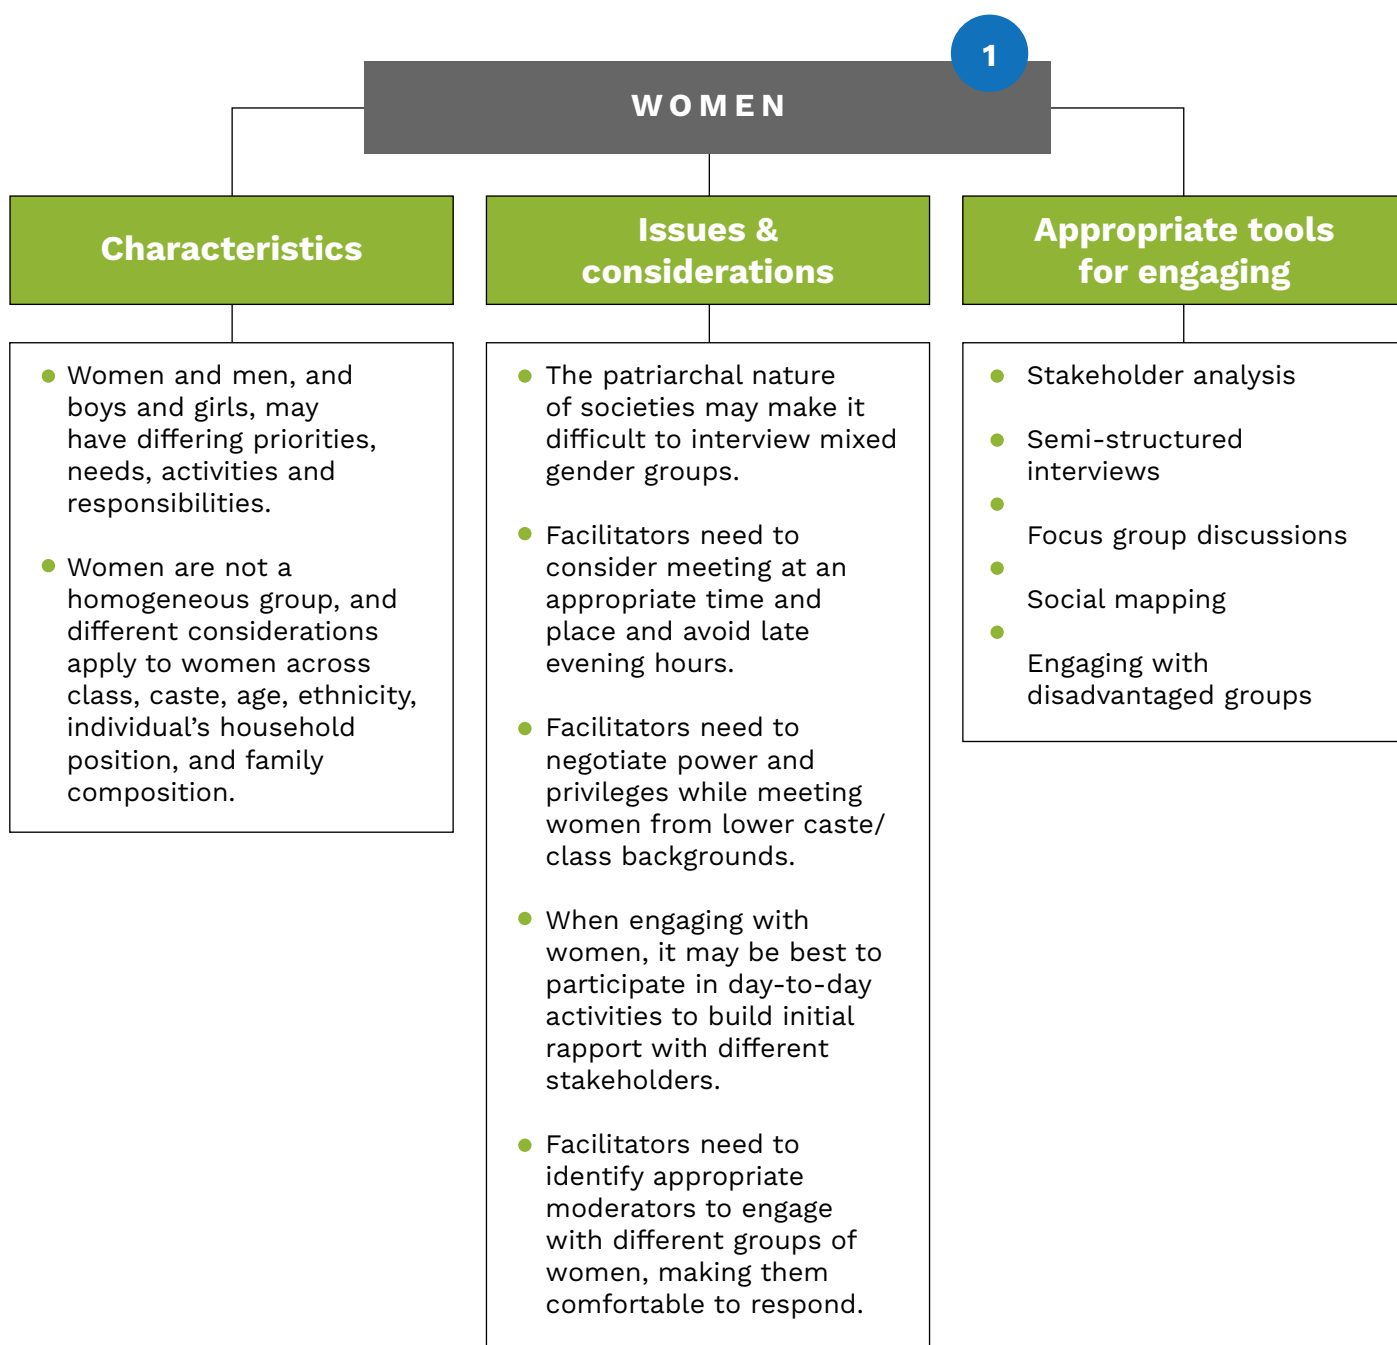 1
WOMEN
Characteristics
Women and men, and
boys and girls, may
have differing priorities,
needs, activities and
responsibilities.
Women are not a
homogeneous group, and
different considerations
apply to women across
class, caste, age, ethnicity,
individual’s household
position, and family
composition.
Issues &
considerations
The patriarchal nature
of societies may make it
difficult to interview mixed
gender groups.
Facilitators need to
consider meeting at an
appropriate time and
place and avoid late
evening hours.
Facilitators need to
negotiate power and
privileges while meeting
women from lower caste/
class backgrounds.
When engaging with
women, it may be best to
participate in day-to-day
activities to build initial
rapport with different
stakeholders.
Facilitators need to
identify appropriate
moderators to engage
with different groups of
women, making them
comfortable to respond.
Appropriate tools
for engaging
Stakeholder analysis
Semi-structured
interviews
Focus group discussions
Social mapping
Engaging with
disadvantaged groups